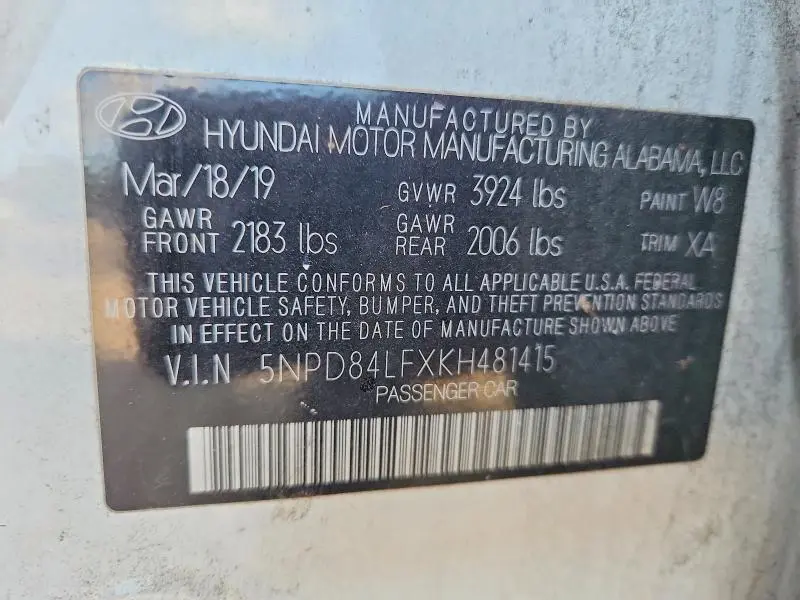 MANUFACTURED BY
HYUNDAI MOTOR MANUFACTURING ALABAMA, LLC
Mar/18/19 GVWR 3924 lbs PAINT W8
GAWR FRONT 2183 lbs GAWR REAR 2006 lbs TRIM XA
THIS VEHICLE CONFORMS TO ALL APPLICABLE U.S.A. FEDERAL
MOTOR VEHICLE SAFETY, BUMPER, AND THEFT PREVENTION STANDARDS
IN EFFECT ON THE DATE OF MANUFACTURE SHOWN ABOVE
V.I.N 5NPD84LFXKH481415
PASSENGER CAR